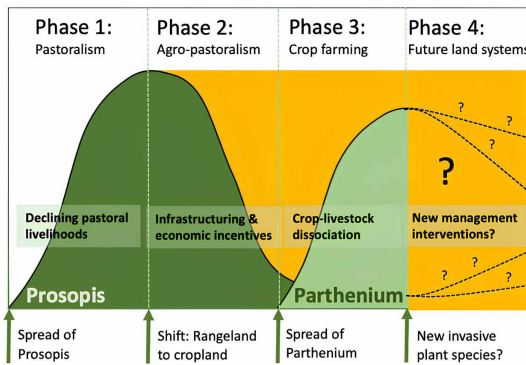 Phase 1:
Pastoralism
Phase 2:
Agro-pastoralism
Phase 3:
Crop farming
Phase 4:
Future land systems
?
?
?
Declining pastoral
livelihoods
Infrastructuring &
economic incentives
Crop-livestock
dissociation
New management
interventions?
?
?
?
Prosopis
Parthenium
Spread of
Prosopis
Shift: Rangeland
to cropland
Spread of
Parthenium
New invasive
plant species?